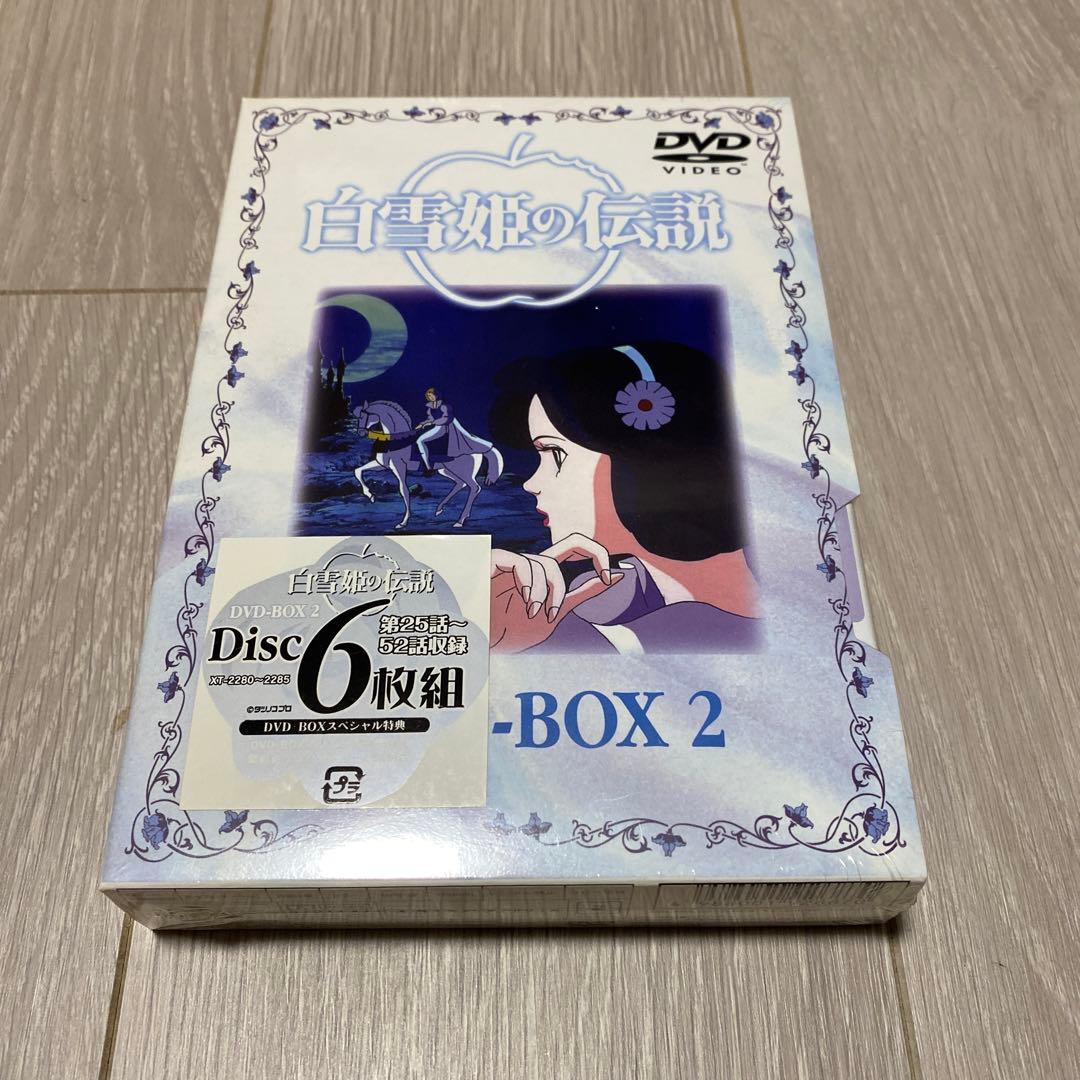 DVD
VIDEO
白雪姫の伝説
白雪姫の伝説
DVD-BOX 2
第25話〜
52話収録
Disc 6枚組
XT-2280〜2285
©タツノコプロ
DVD BOXスペシャル特典
プラ
-BOX 2